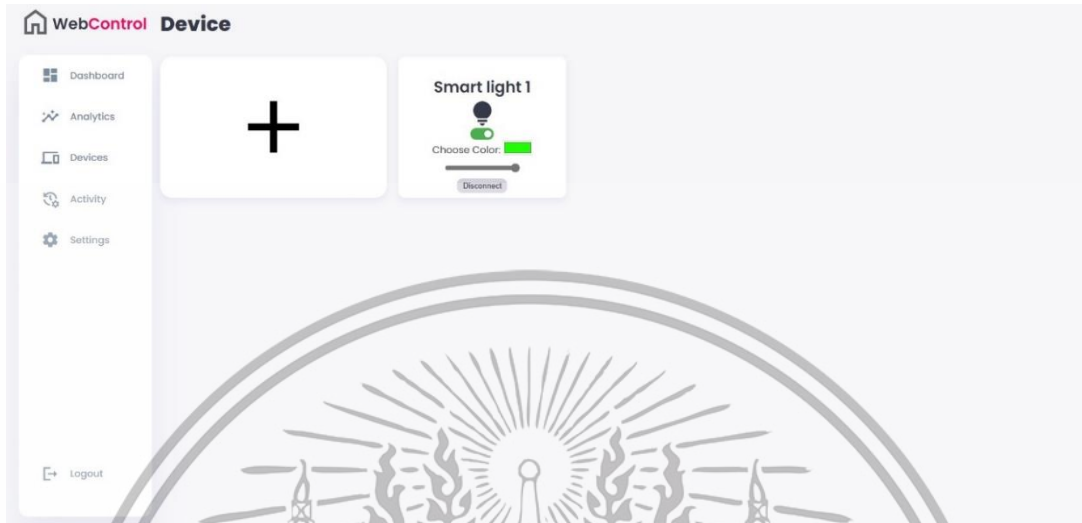 WebControl Device
Dashboard
Analytics
Devices
Activity
Settings
Logout
Smart light 1
Choose Color:
Disconnect